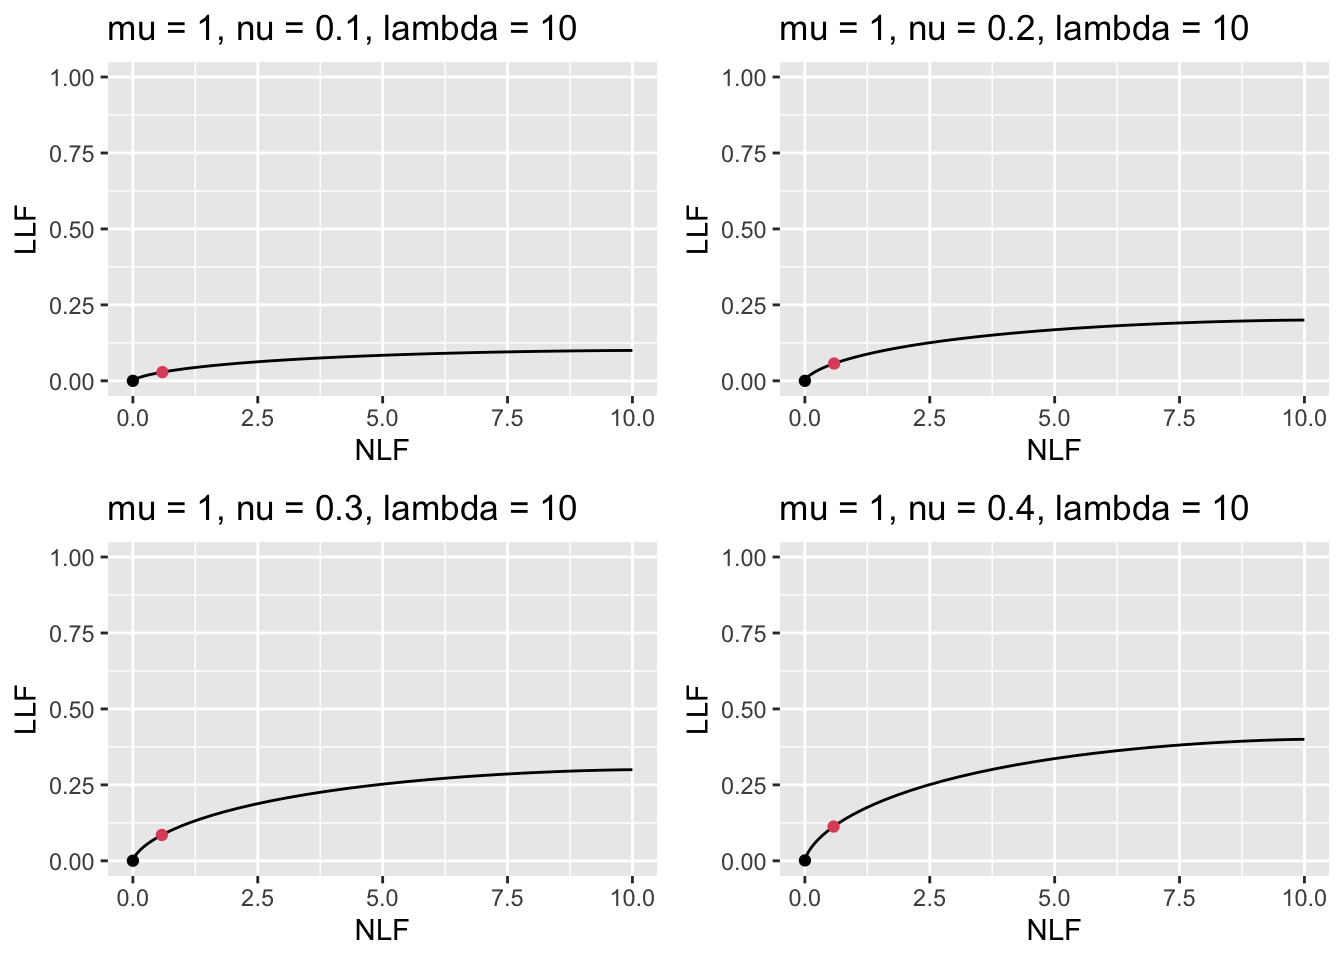 mu = 1, nu = 0.1, lambda = 10
1.00
0.75
0.50
0.25
0.00
LLF
0.0 2.5 5.0 7.5 10.0
NLF
mu = 1, nu = 0.2, lambda = 10
1.00
0.75
0.50
0.25
0.00
LLF
0.0 2.5 5.0 7.5 10.0
NLF
mu = 1, nu = 0.3, lambda = 10
1.00
0.75
0.50
0.25
0.00
LLF
0.0 2.5 5.0 7.5 10.0
NLF
mu = 1, nu = 0.4, lambda = 10
1.00
0.75
0.50
0.25
0.00
LLF
0.0 2.5 5.0 7.5 10.0
NLF